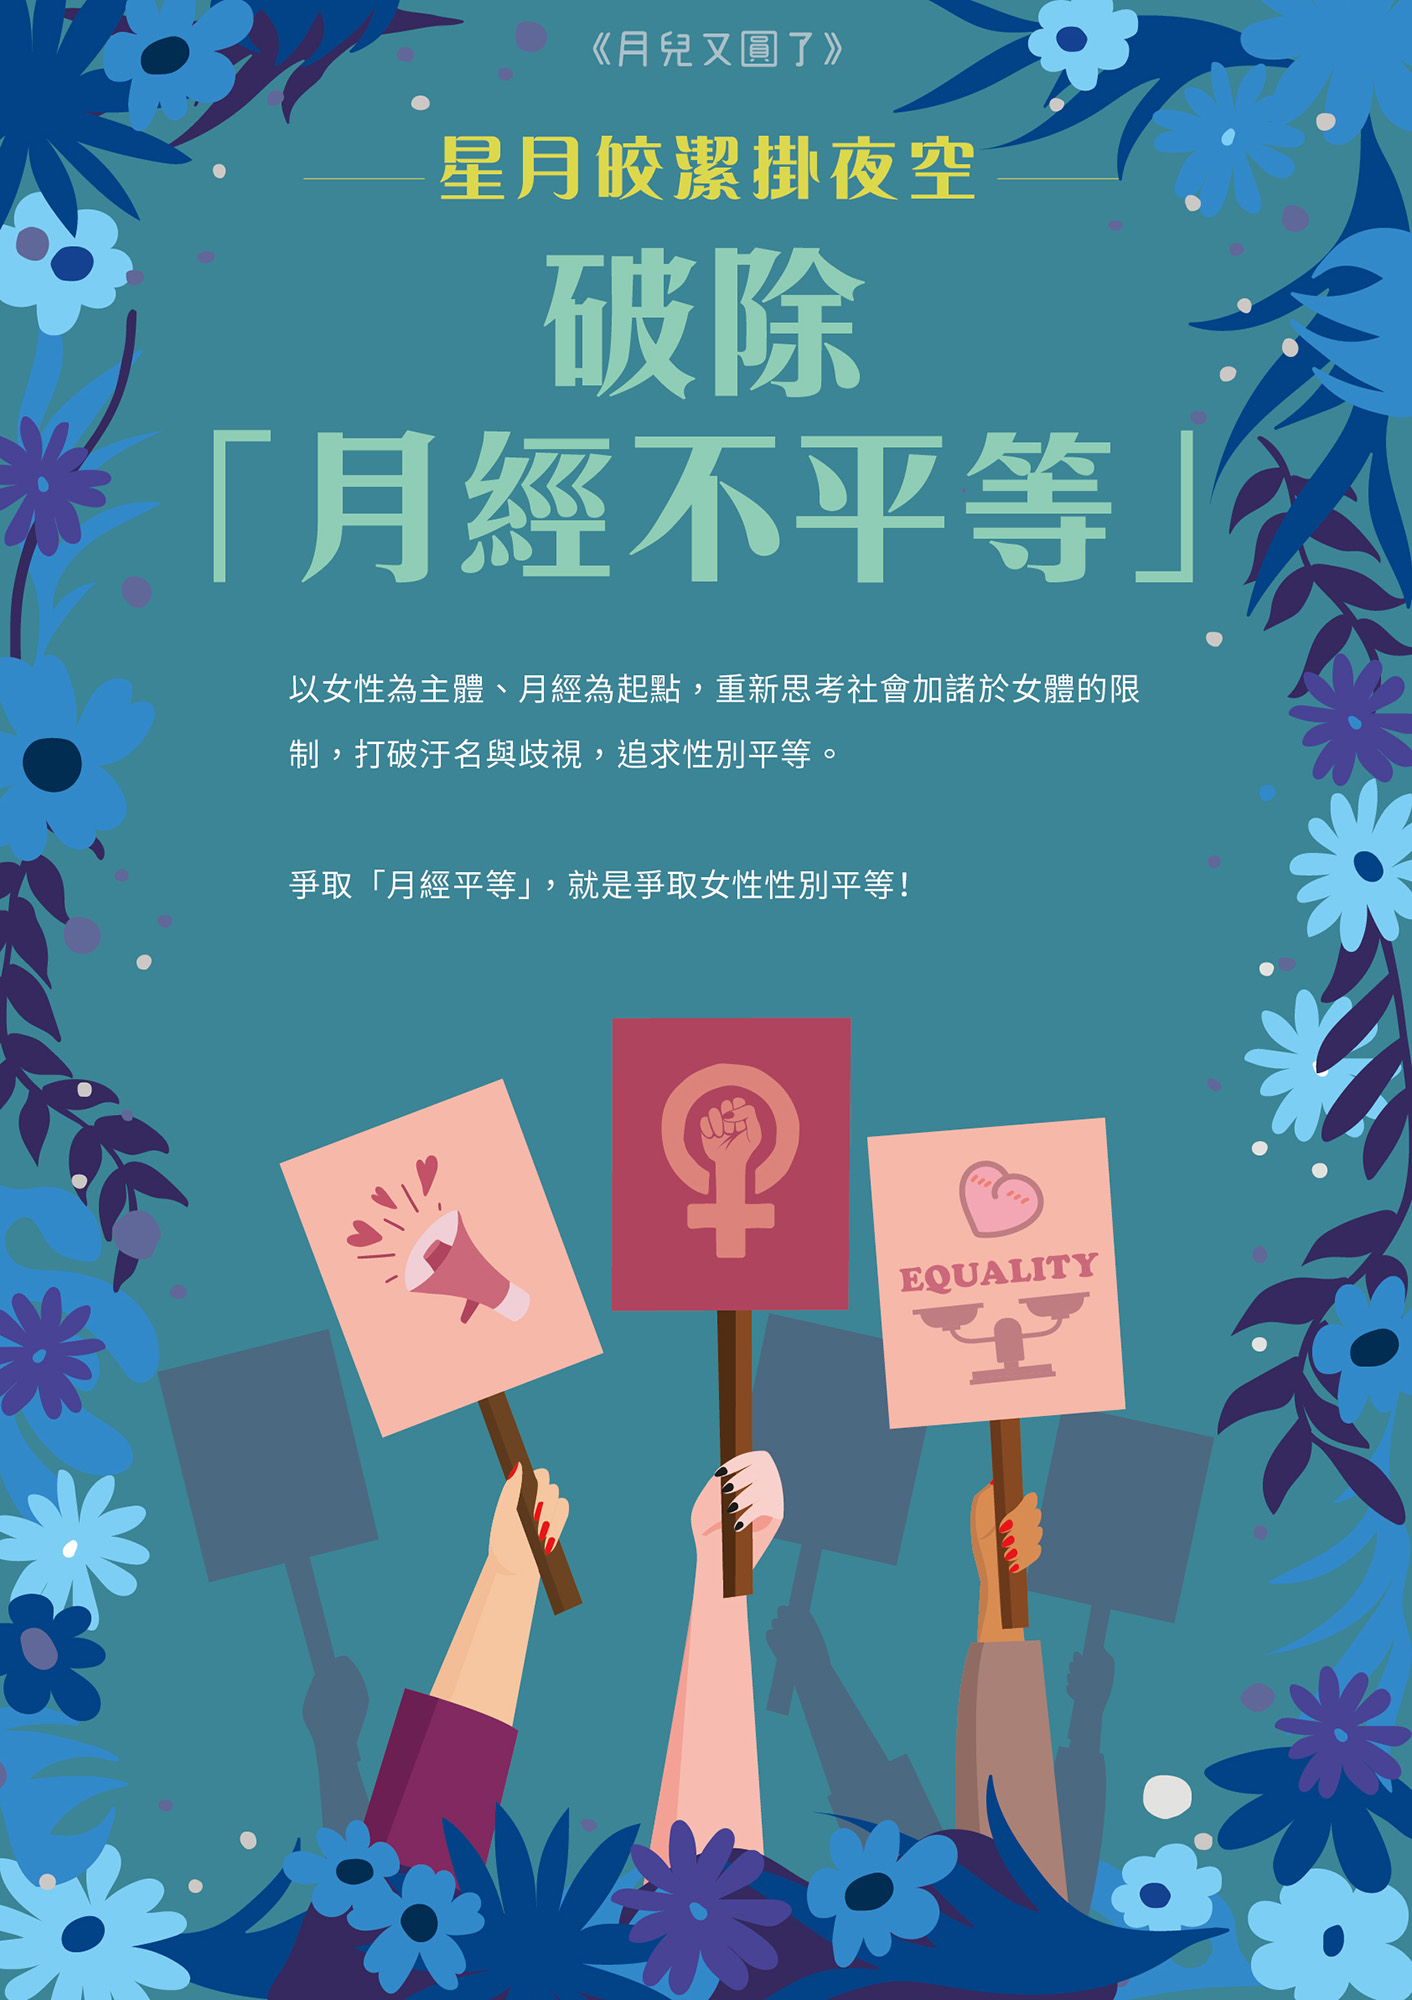 《月兒又圓了》
星月皎潔掛夜空
破除
「月經不平等」
以女性為主體、月經為起點，重新思考社會加諸於女體的限
制，打破汙名與歧視，追求性別平等。
爭取「月經平等」，就是爭取女性性別平等！
EQUALITY